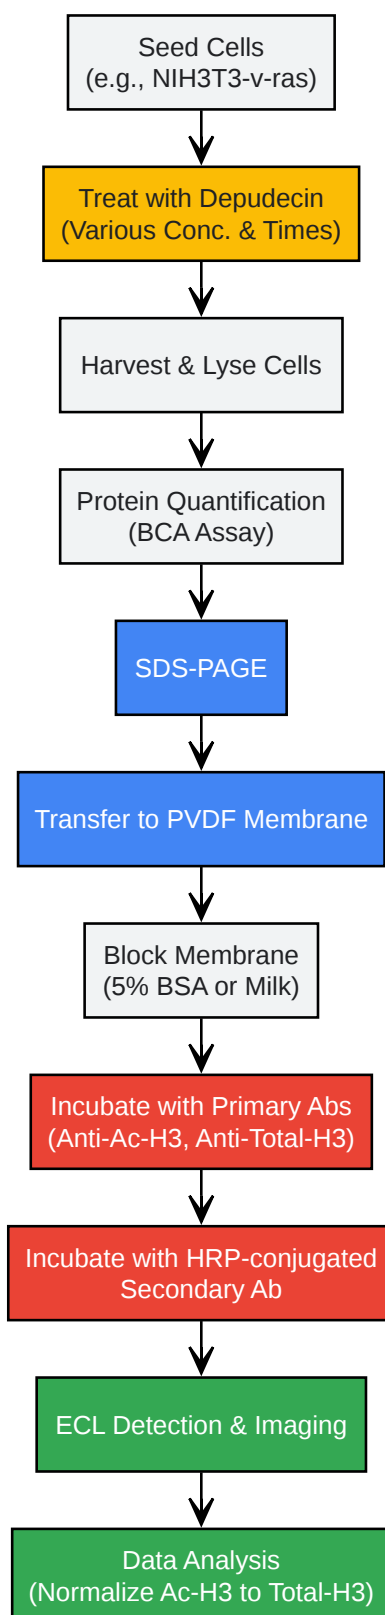 Seed Cells
(e.g., NIH3T3-v-ras)
Treat with Depudecin
(Various Conc. & Times)
Harvest & Lyse Cells
Protein Quantification
(BCA Assay)
SDS-PAGE
Transfer to PVDF Membrane
Block Membrane
(5% BSA or Milk)
Incubate with Primary Abs
(Anti-Ac-H3, Anti-Total-H3)
Incubate with HRP-conjugated
Secondary Ab
ECL Detection & Imaging
Data Analysis
(Normalize Ac-H3 to Total-H3)